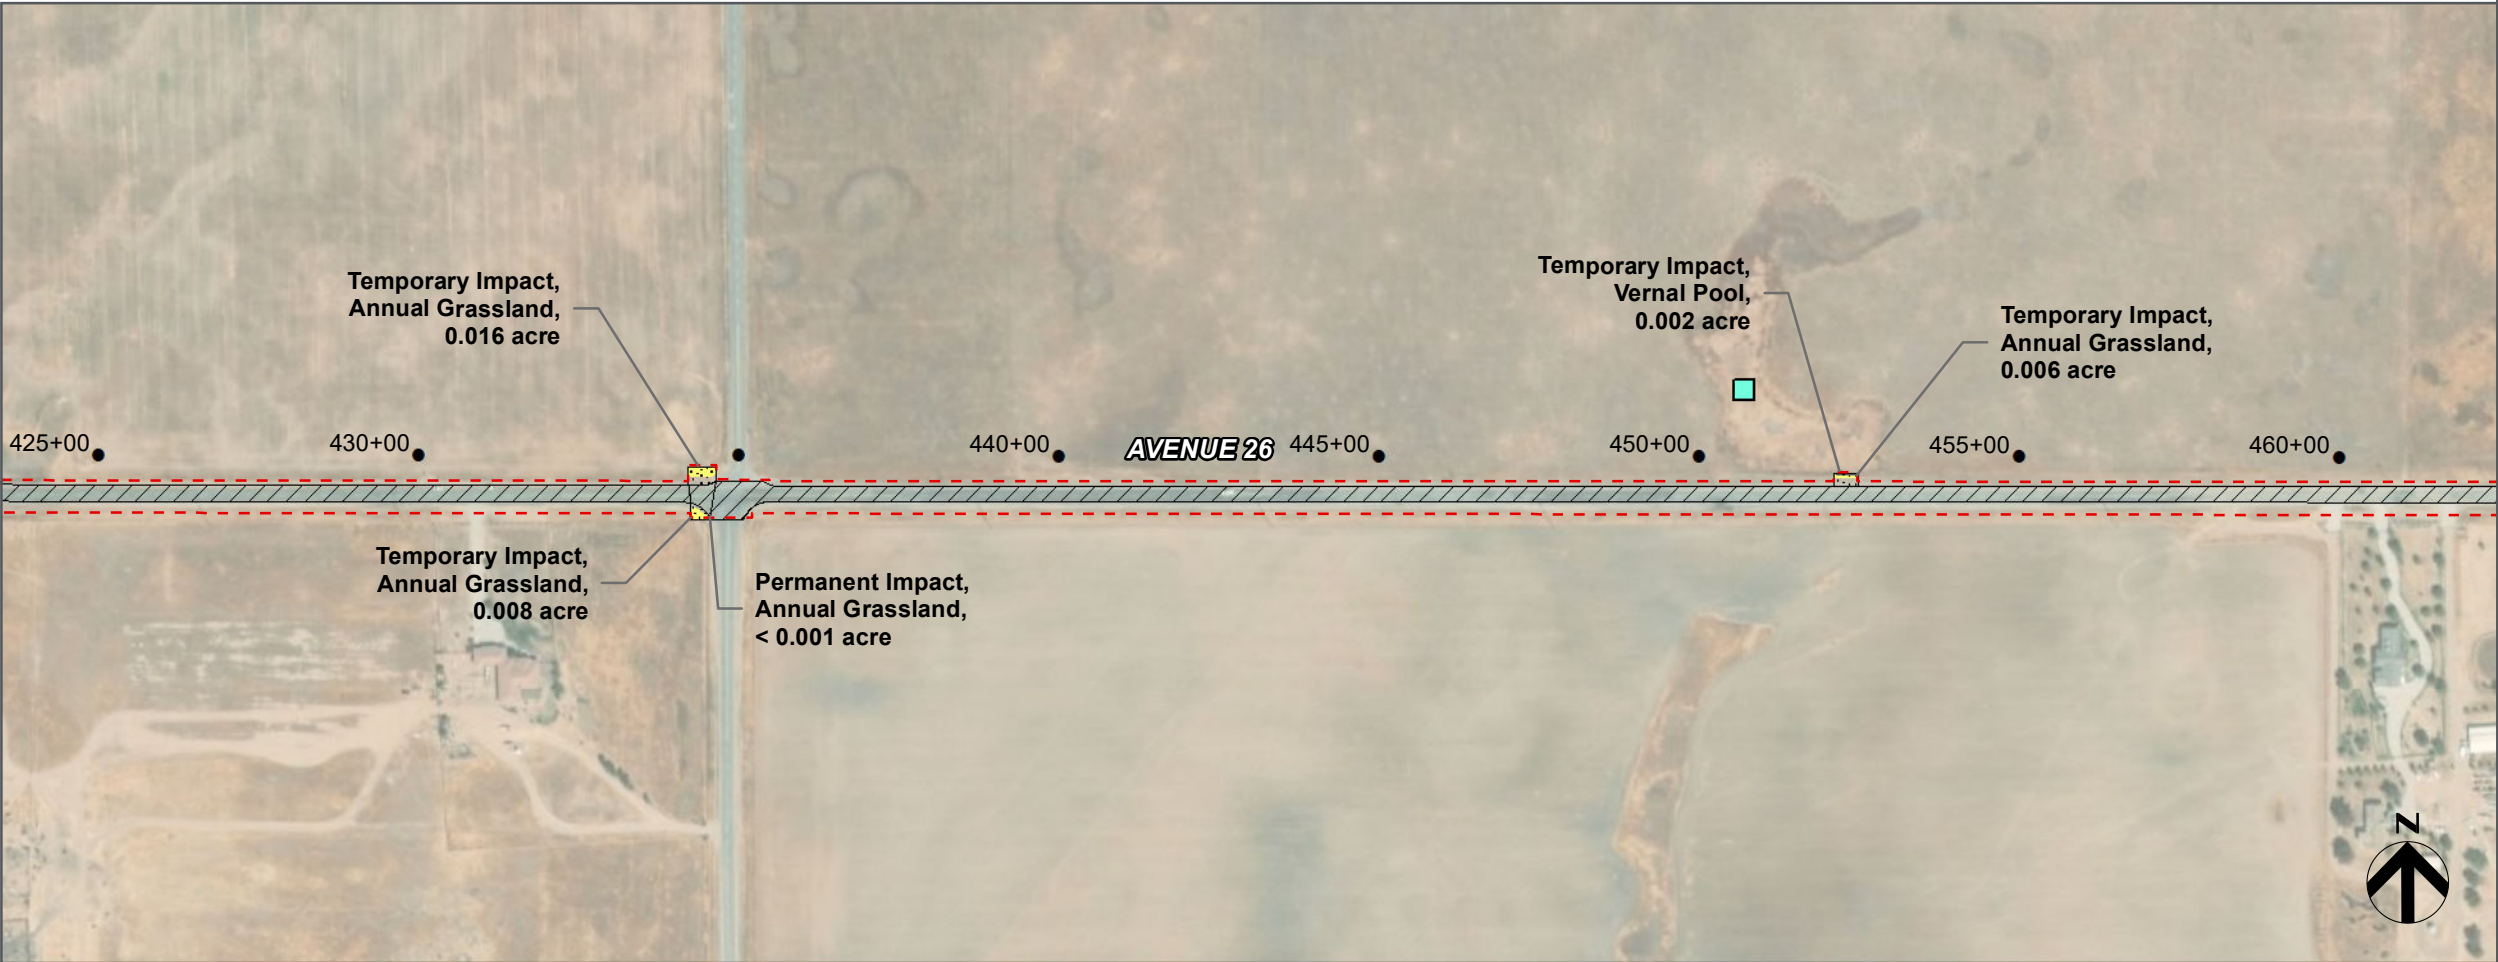 Temporary Impact,
Annual Grassland,
0.016 acre
Temporary Impact,
Vernal Pool,
0.002 acre
Temporary Impact,
Annual Grassland,
0.006 acre
425+00
430+00
440+00
AVENUE 26
445+00
450+00
455+00
460+00
Temporary Impact,
Annual Grassland,
0.008 acre
Permanent Impact,
Annual Grassland,
< 0.001 acre
N